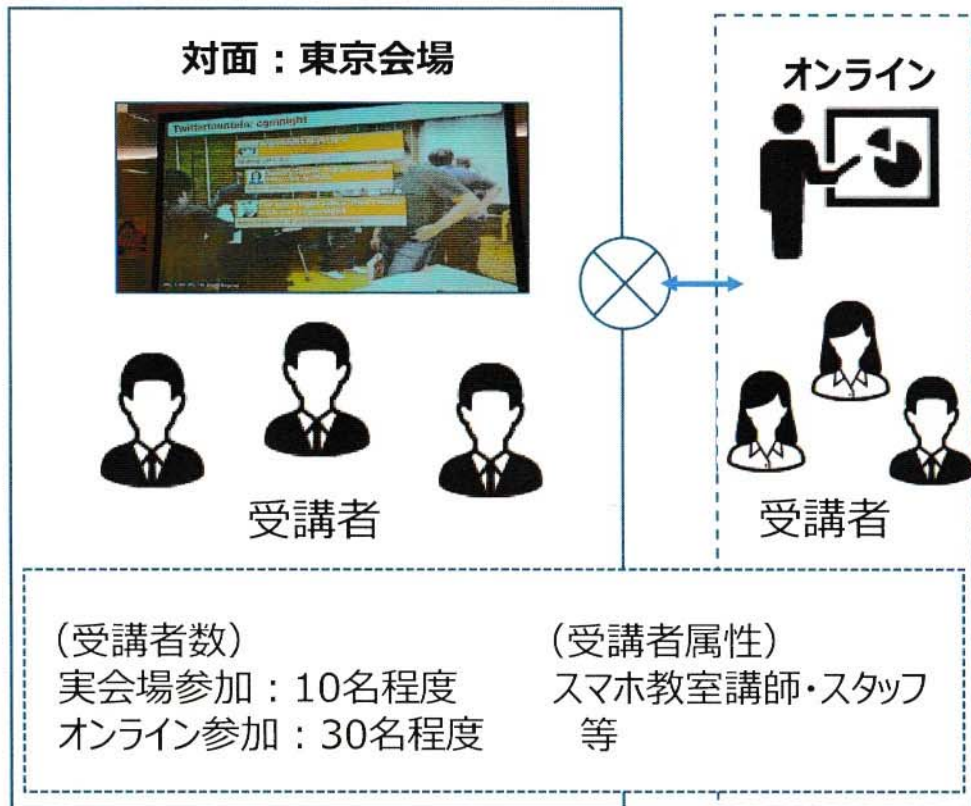 対面：東京会場
オンライン
Twitterfountain: cgmnight
受講者
受講者
（受講者数）
実会場参加：10名程度
オンライン参加：30名程度
（受講者属性）
スマホ教室講師・スタッフ
等